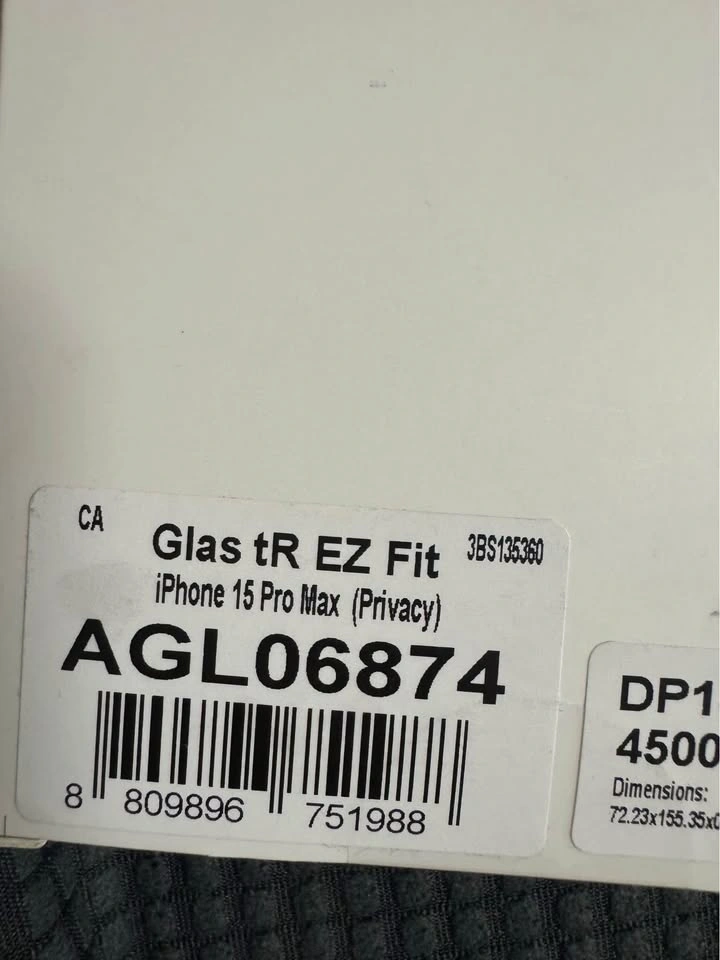 CA
Glas tR EZ Fit
3BS135360
iPhone 15 Pro Max (Privacy)
AGL06874
8 809896 751988
DP1
4500
Dimensions:
72.23x155.35x